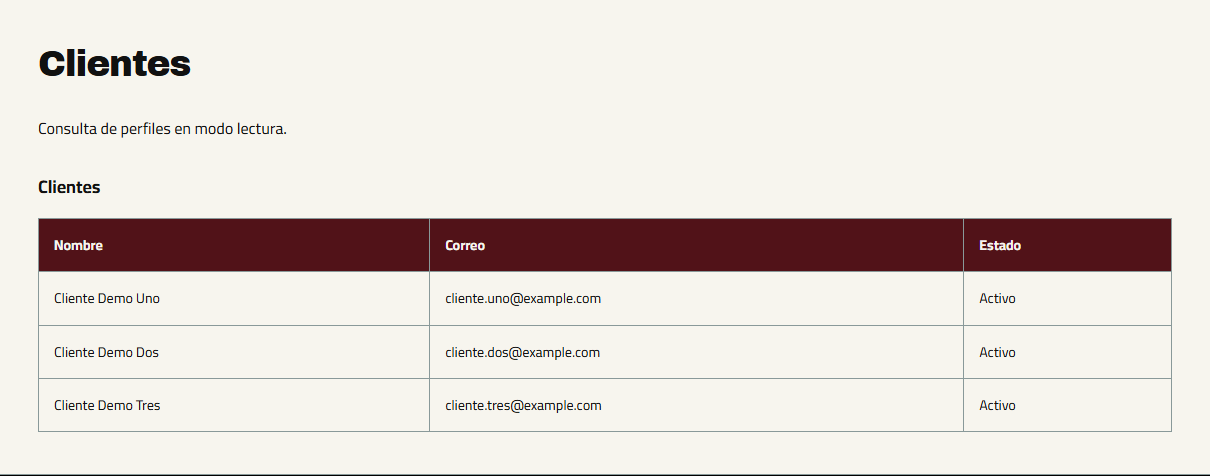 Clientes
Consulta de perfiles en modo lectura.
Clientes
Nombre Correo Estado
Cliente Demo Uno cliente.uno@example.com Activo
Cliente Demo Dos cliente.dos@example.com Activo
Cliente Demo Tres cliente.tres@example.com Activo